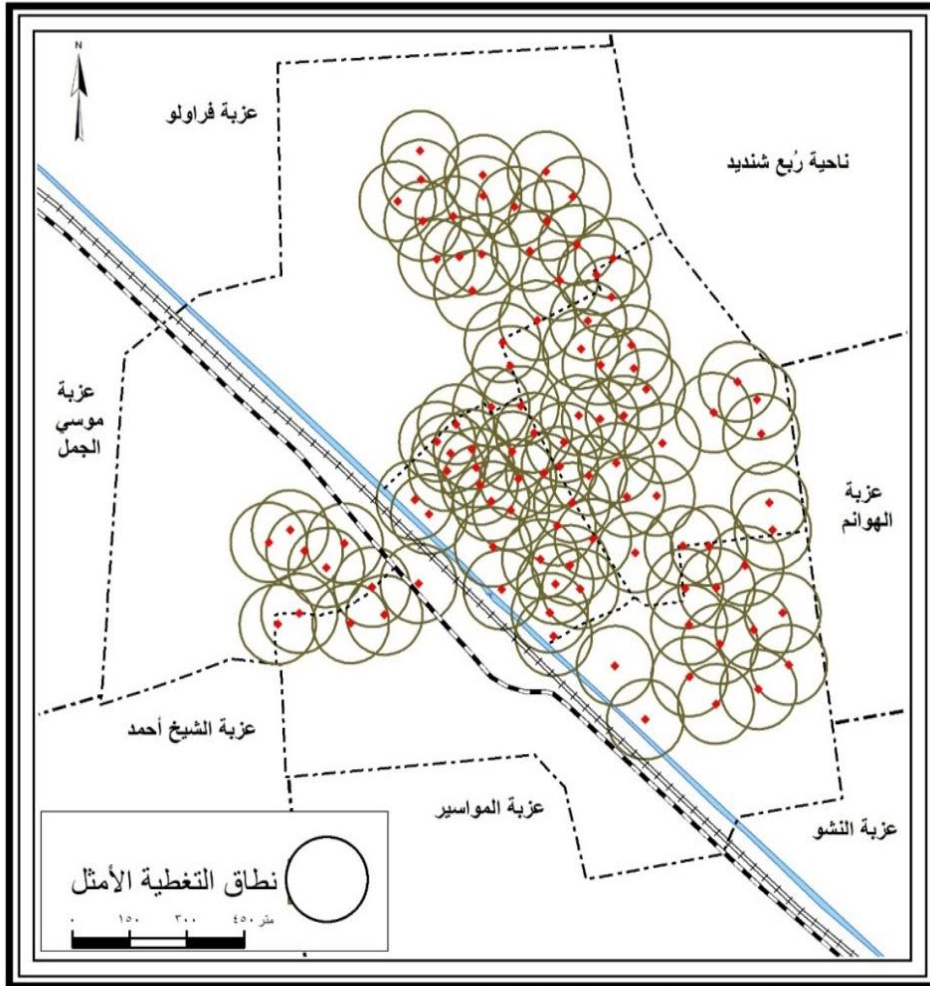 N
عزبة فراولو
ناحية رُبع شنديد
عزبة
موسي
الجمل
عزبة
الهوانم
عزبة الشيخ أحمد
عزبة المواسير
عزبة النشو
نطاق التغطية الأمثل
٠ ١٥٠ ٣٠٠ ٤٥٠ متر